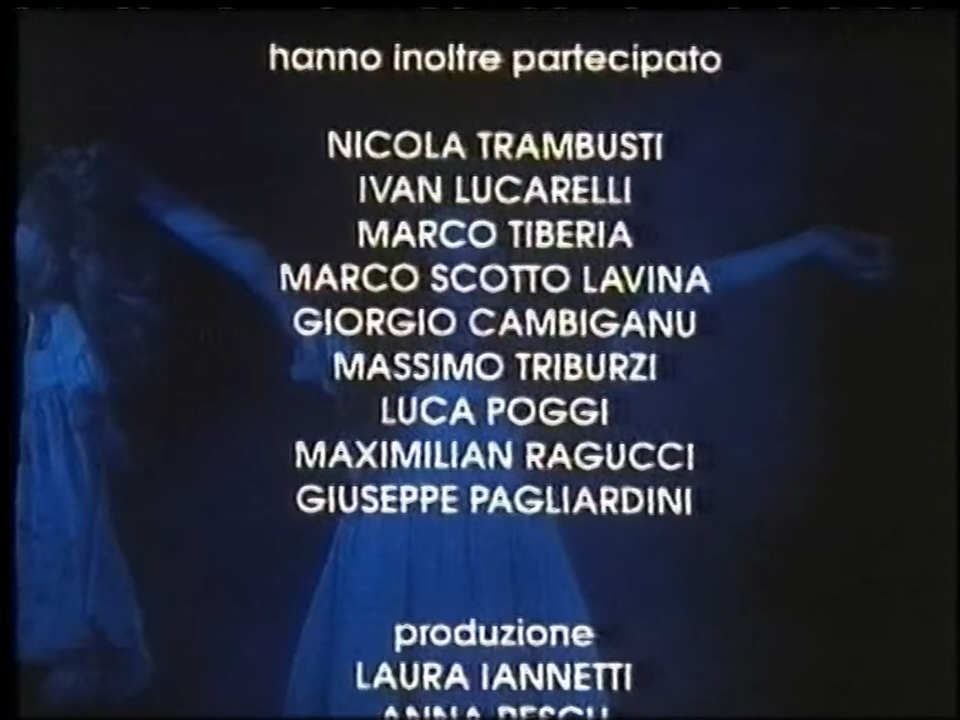 hanno inoltre partecipato
NICOLA TRAMBUSTI
IVAN LUCARELLI
MARCO TIBERIA
MARCO SCOTTO LAVINA
GIORGIO CAMBIGANU
MASSIMO TRIBURZI
LUCA POGGI
MAXIMILIAN RAGUCCI
GIUSEPPE PAGLIARDINI
produzione
LAURA IANNETTI
ANNA